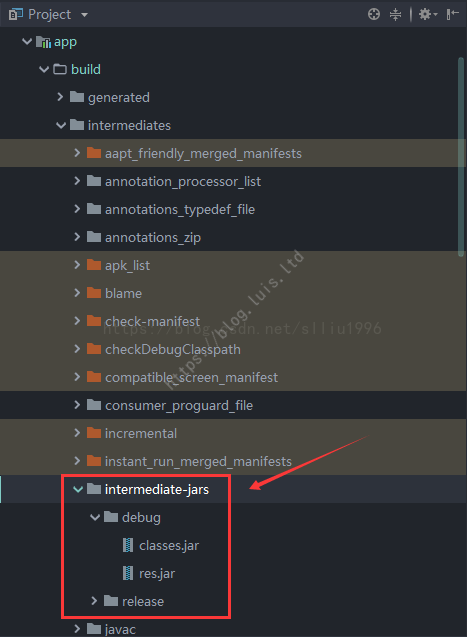 Project
app
build
generated
intermediates
aapt_friendly_merged_manifests
annotation_processor_list
annotations_typedef_file
annotations_zip
apk_list
blame
check-manifest
https://blog.csdn.net/slliu1996
https://blog.luis.ltd
checkDebugClasspath
compatible_screen_manifest
consumer_proguard_file
incremental
instant_run_merged_manifests
intermediate-jars
debug
classes.jar
res.jar
release
javac